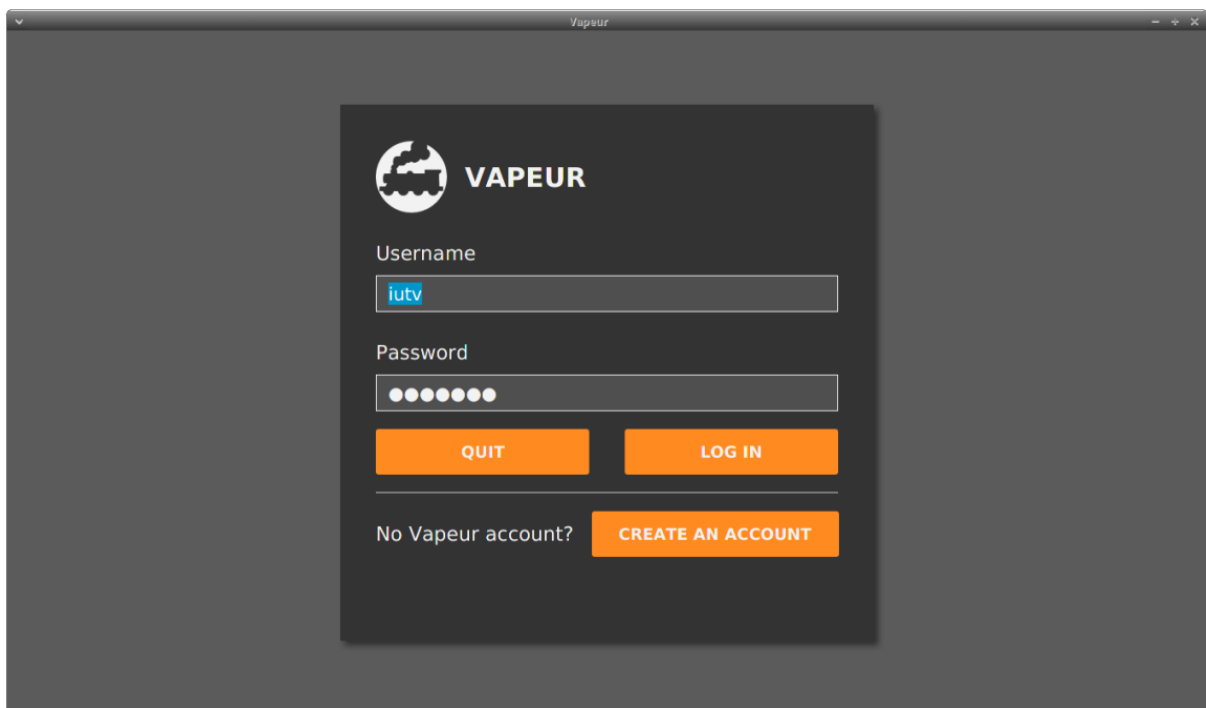 Vapeur
VAPEUR
Username
iutv
Password
●●●●●●●
QUIT LOG IN
No Vapeur account? CREATE AN ACCOUNT